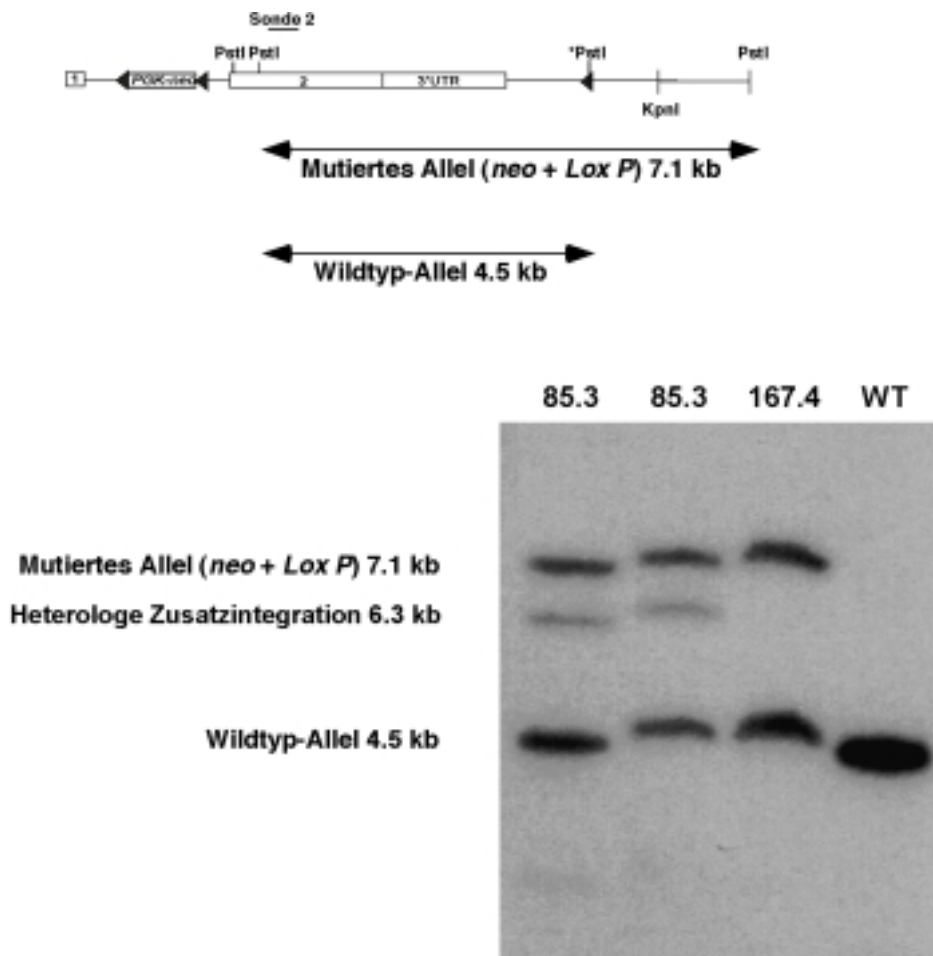 Sonde 2
PstI PstI *PstI PstI
1 PGK-neo 2 3'UTR
KpnI
Mutiertes Allel (neo + Lox P) 7.1 kb
Wildtyp-Allel 4.5 kb
85.3 85.3 167.4 WT
Mutiertes Allel (neo + Lox P) 7.1 kb
Heterologe Zusatzintegration 6.3 kb
Wildtyp-Allel 4.5 kb